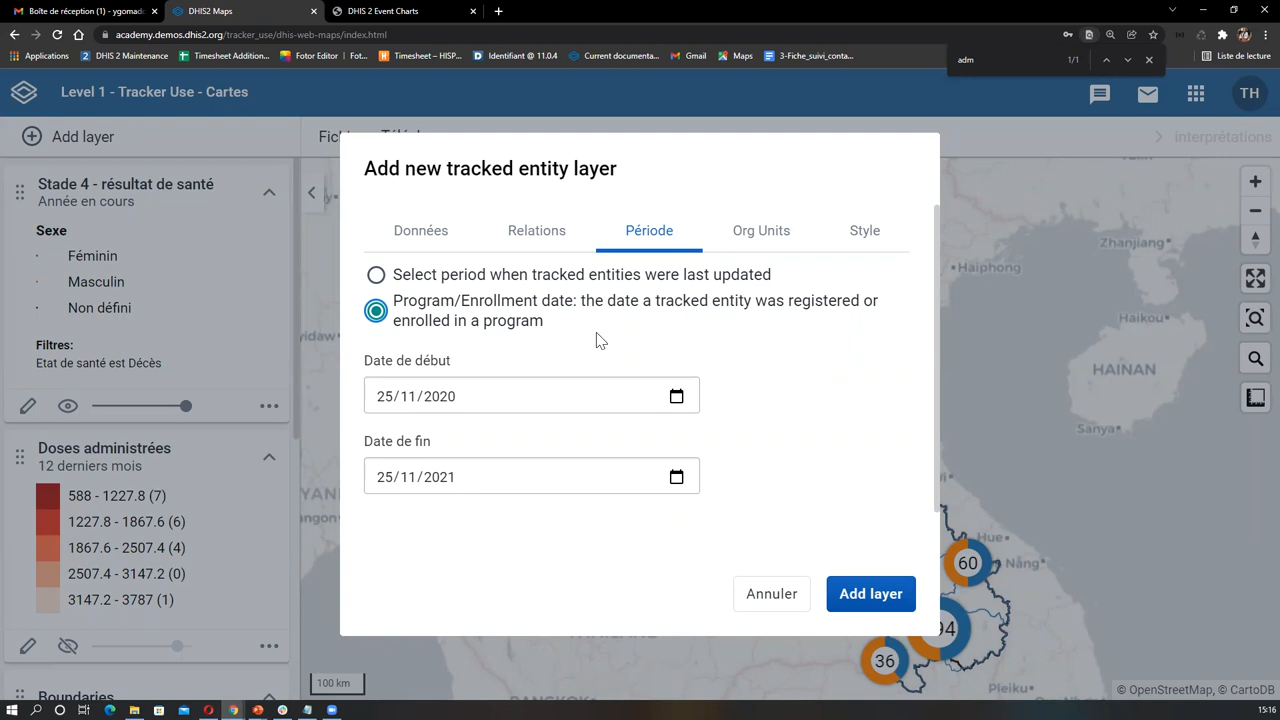 Boîte de réception (1) - ygomad
DHIS2 Maps
DHIS 2 Event Charts
academy.demos.dhis2.org/tracker_use/dhis-web-maps/index.html
Applications
DHIS 2 Maintenance
Timesheet Addition...
Fotor Editor | Fot...
Timesheet – HISP...
Identifiant @ 11.0.4
Current documenta...
Gmail
Maps
3-Fiche_suivi_conta...
Liste de lecture
adm
1/1
Level 1 - Tracker Use - Cartes
TH
Add layer
interprétations
Stade 4 - résultat de santé
Année en cours
Sexe
Féminin
Masculin
Non défini
Filtres:
Etat de santé est Décès
Doses administrées
12 derniers mois
588 - 1227.8 (7)
1227.8 - 1867.6 (6)
1867.6 - 2507.4 (4)
2507.4 - 3147.2 (0)
3147.2 - 3787 (1)
Boundaries
Add new tracked entity layer
Données
Relations
Période
Org Units
Style
Select period when tracked entities were last updated
Program/Enrollment date: the date a tracked entity was registered or
enrolled in a program
Date de début
25/11/2020
Date de fin
25/11/2021
Annuler
Add layer
Zhanjiang
Haiphong
Haikou
HAINAN
Sanya
Hue
Nẵng
60
94
36
Pleiku
100 km
© OpenStreetMap, © CartoDB
15:16